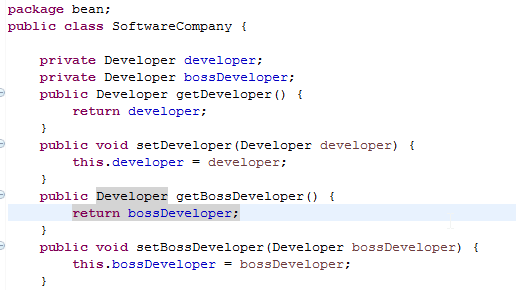 package bean;
public class SoftwareCompany {
private Developer developer;
private Developer bossDeveloper;
public Developer getDeveloper() {
return developer;
}
public void setDeveloper(Developer developer) {
this.developer = developer;
}
public Developer getBossDeveloper() {
return bossDeveloper;
}
public void setBossDeveloper(Developer bossDeveloper) {
this.bossDeveloper = bossDeveloper;
}